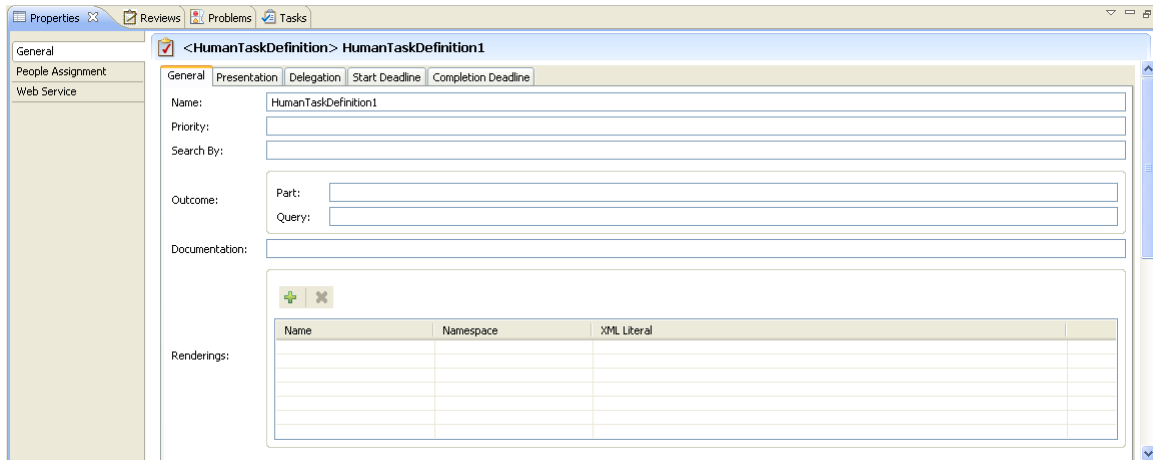 Properties Reviews Problems Tasks
General
People Assignment
Web Service
<HumanTaskDefinition> HumanTaskDefinition1
General Presentation Delegation Start Deadline Completion Deadline
Name: HumanTaskDefinition1
Priority:
Search By:
Outcome:
Part:
Query:
Documentation:
Renderings:
Name Namespace XML Literal